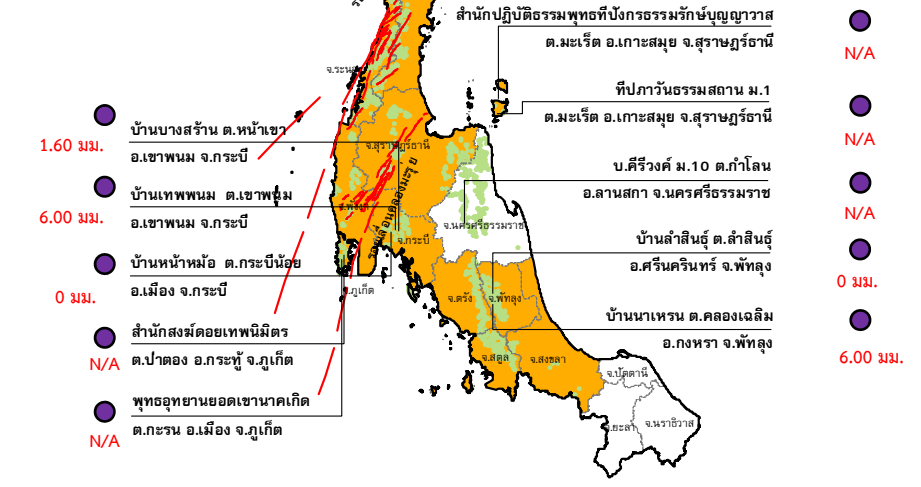 สำนักปฏิบัติธรรมพุทธทีปังกรธรรมรักษ์บุญญาวาส
ต.มะเร็ต อ.เกาะสมุย จ.สุราษฎร์ธานี
N/A
ทีปภาวันธรรมสถาน ม.1
ต.มะเร็ต อ.เกาะสมุย จ.สุราษฎร์ธานี
N/A
บ.คีรีวงค์ ม.10 ต.กำโลน
อ.ลานสกา จ.นครศรีธรรมราช
N/A
บ้านลำสินธุ์ ต.ลำสินธุ์
อ.ศรีนครินทร์ จ.พัทลุง
0 มม.
บ้านนาเหรน ต.คลองเฉลิม
อ.กงหรา จ.พัทลุง
6.00 มม.
บ้านบางสร้าน ต.หน้าเขา
อ.เขาพนม จ.กระบี่
1.60 มม.
บ้านเทพพนม ต.เขาพนม
อ.เขาพนม จ.กระบี่
6.00 มม.
บ้านหน้าหม้อ ต.กระบี่น้อย
อ.เมือง จ.กระบี่
0 มม.
สำนักสงฆ์ดอยเทพนิมิตร
ต.ป่าตอง อ.กระทู้ จ.ภูเก็ต
N/A
พุทธอุทยานยอดเขานาคเกิด
ต.กะรน อ.เมือง จ.ภูเก็ต
N/A
จ.สุราษฎร์ธานี
จ.นครศรีธรรมราช
จ.กระบี่
จ.ตรัง
จ.พัทลุง
จ.สตูล
จ.สงขลา
จ.ปัตตานี
จ.นราธิวาส